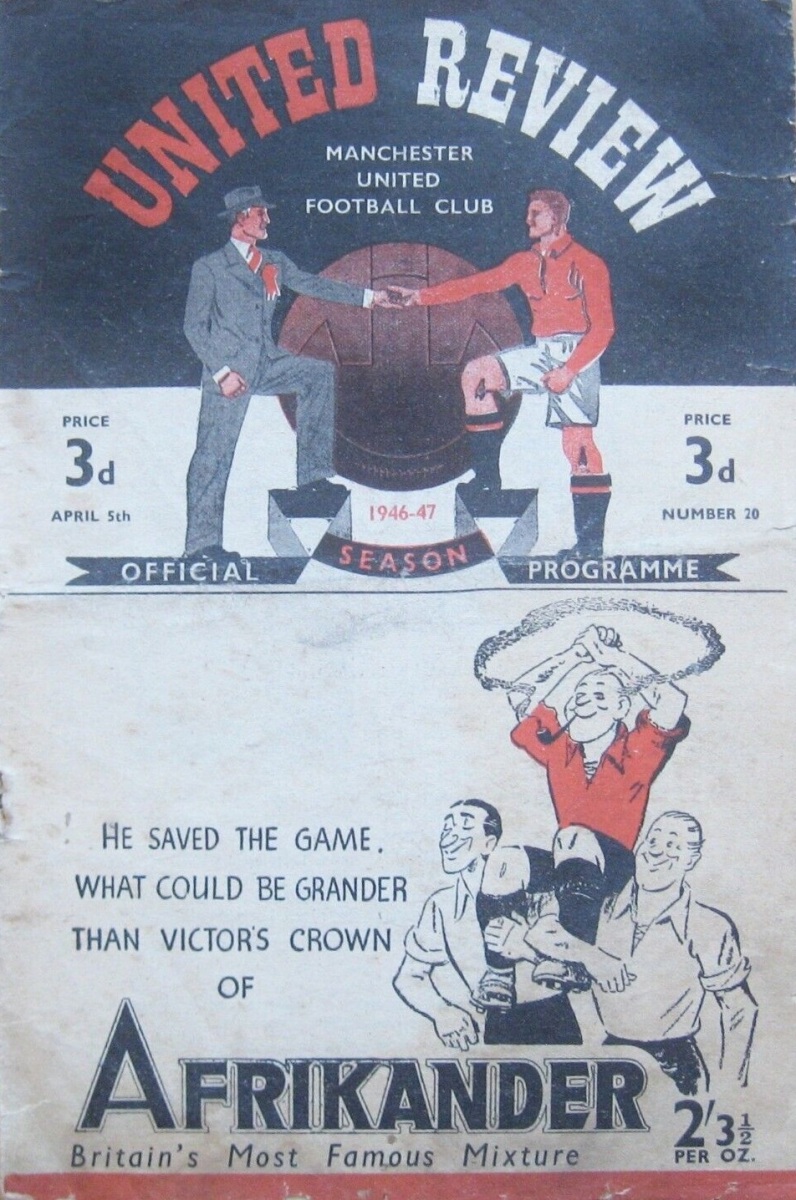 UNITED REVIEW
MANCHESTER
UNITED
FOOTBALL CLUB
PRICE
3d
APRIL 5th
PRICE
3d
NUMBER 20
1946-47
SEASON
OFFICIAL
PROGRAMME
HE SAVED THE GAME.
WHAT COULD BE GRANDER
THAN VICTOR'S CROWN
OF
AFRIKANDER
Britain's Most Famous Mixture
2/3½
PER OZ.